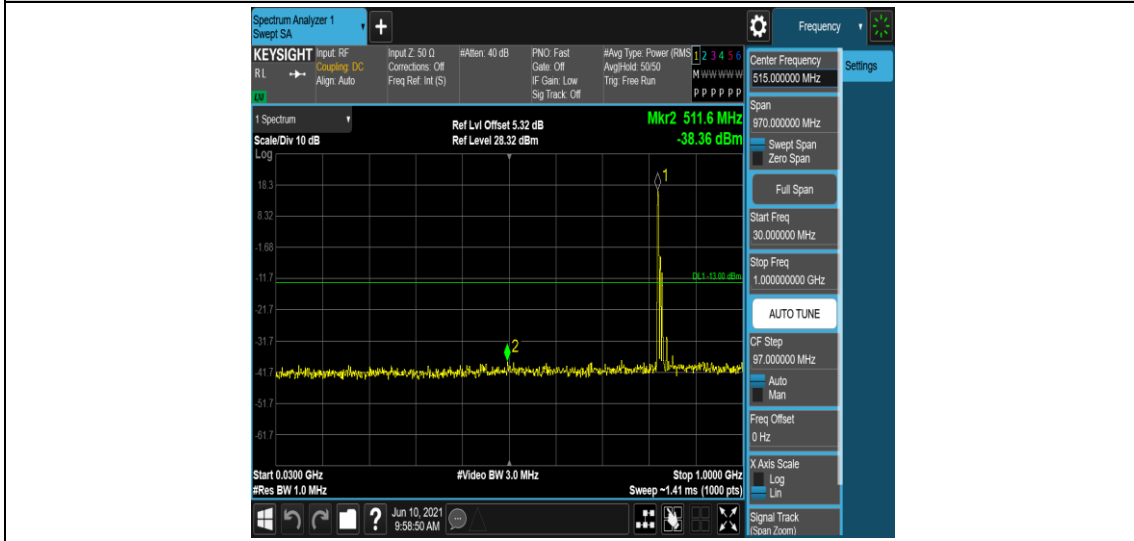 Spectrum Analyzer 1
Swept SA
+
Frequency
KEYSIGHT
RL
Input: RF
Coupling: DC
Align: Auto
Input Z: 50 Ω
Corrections: Off
Freq Ref: Int (S)
#Atten: 40 dB
PNO: Fast
Gate: Off
IF Gain: Low
Sig Track: Off
#Avg Type: Power (RMS
Avg|Hold: 50/50
Trig: Free Run
1 2 3 4 5 6
M W W W W W
P P P P P P
1 Spectrum
Scale/Div 10 dB
Log
Ref Lvl Offset 5.32 dB
Ref Level 28.32 dBm
Mkr2 511.6 MHz
-38.36 dBm
18.3
8.32
-1.68
-11.7
-21.7
-31.7
-41.7
-51.7
-61.7
1
DL1 -13.00 dBm
2
Start 0.0300 GHz
#Res BW 1.0 MHz
#Video BW 3.0 MHz
Stop 1.0000 GHz
Sweep ~1.41 ms (1000 pts)
?
Jun 10, 2021
9:58:50 AM
Center Frequency
515.000000 MHz
Settings
Span
970.000000 MHz
Swept Span
Zero Span
Full Span
Start Freq
30.000000 MHz
Stop Freq
1.000000000 GHz
AUTO TUNE
CF Step
97.000000 MHz
Auto
Man
Freq Offset
0 Hz
X Axis Scale
Log
Lin
Signal Track
(Span Zoom)